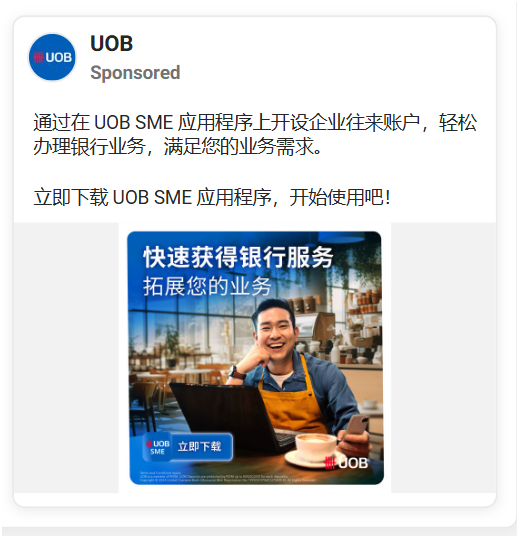 UOB
UOB
Sponsored
通过在 UOB SME 应用程序上开设企业往来账户，轻松
办理银行业务，满足您的业务需求。
立即下载 UOB SME 应用程序，开始使用吧！
快速获得银行服务
拓展您的业务
UOB
SME
立即下载
UOB